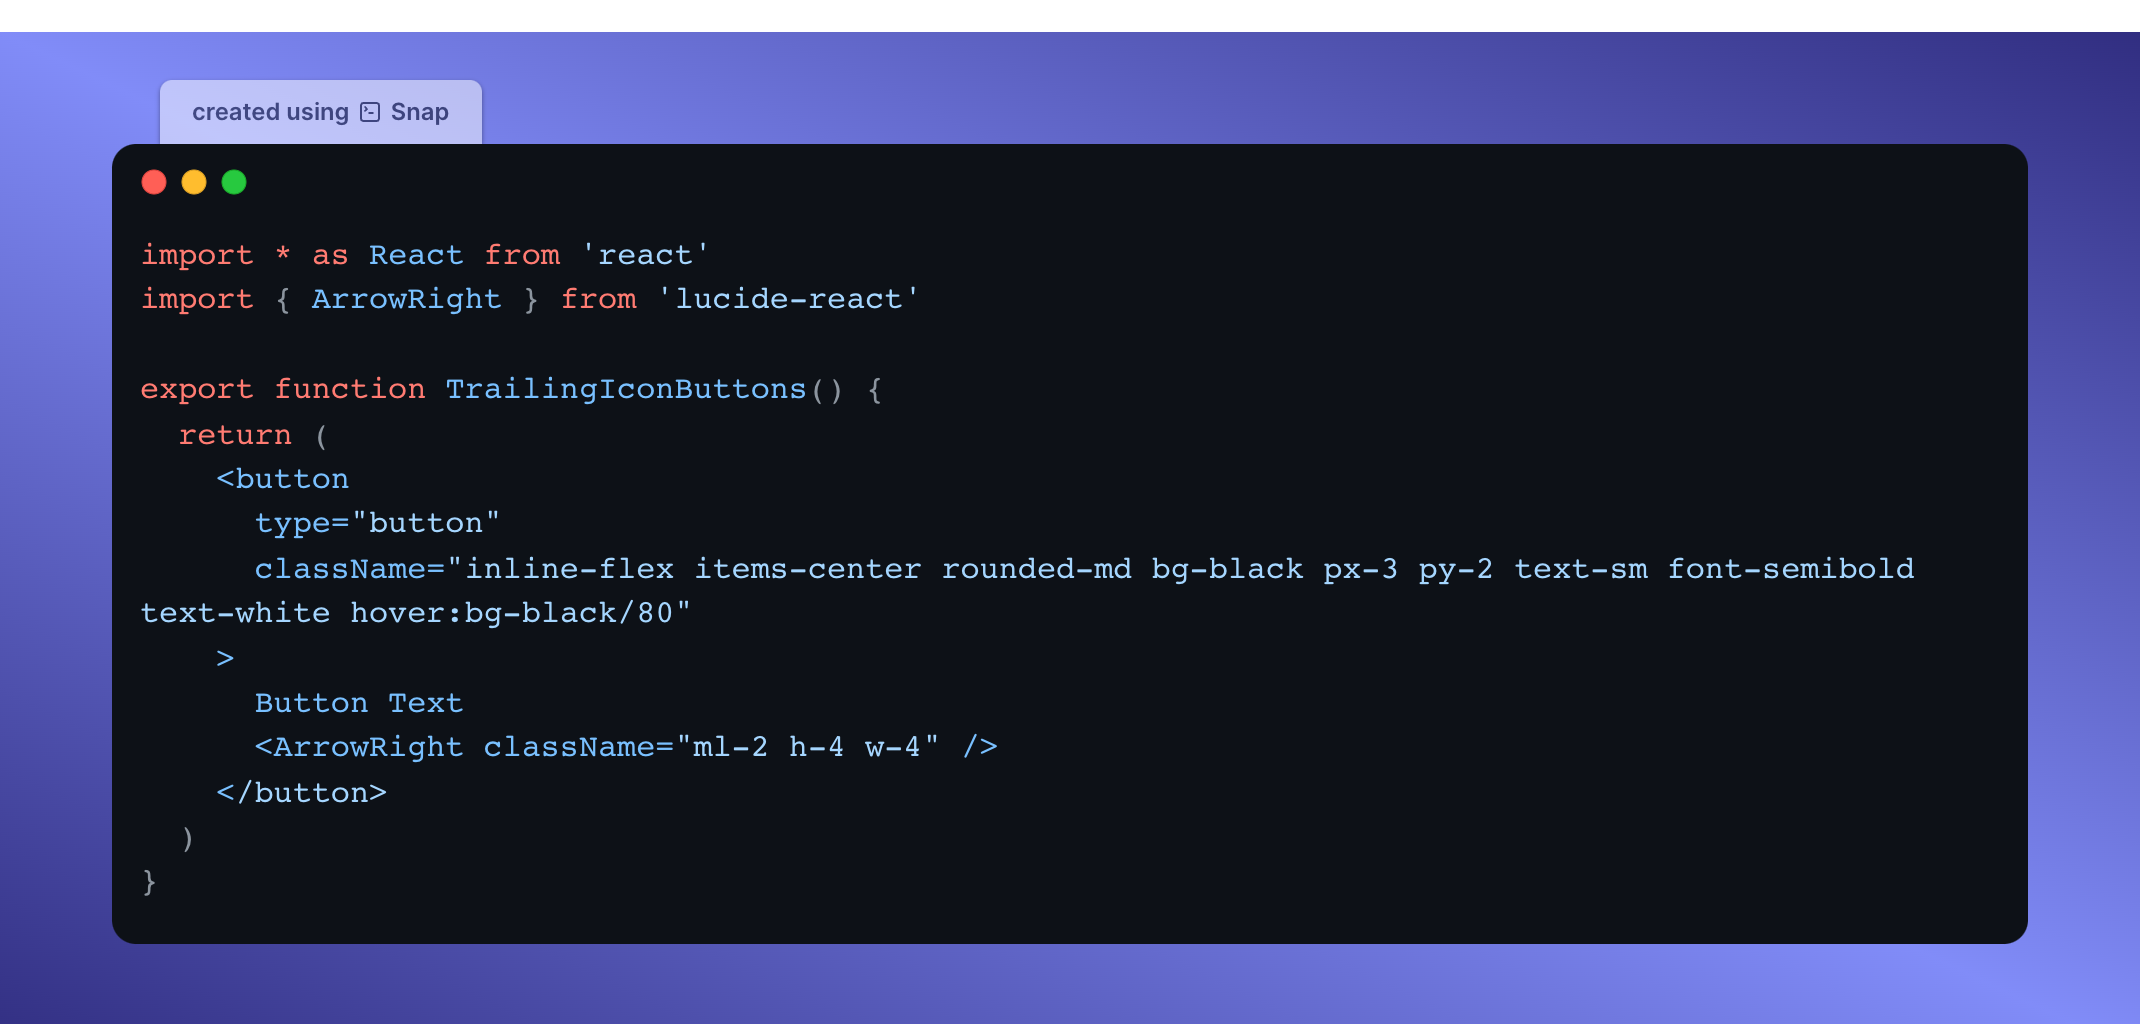 created using Snap
import * as React from 'react'
import { ArrowRight } from 'lucide-react'
export function TrailingIconButtons() {
  return (
    <button
      type="button"
      className="inline-flex items-center rounded-md bg-black px-3 py-2 text-sm font-semibold
text-white hover:bg-black/80"
    >
      Button Text
      <ArrowRight className="ml-2 h-4 w-4" />
    </button>
  )
}